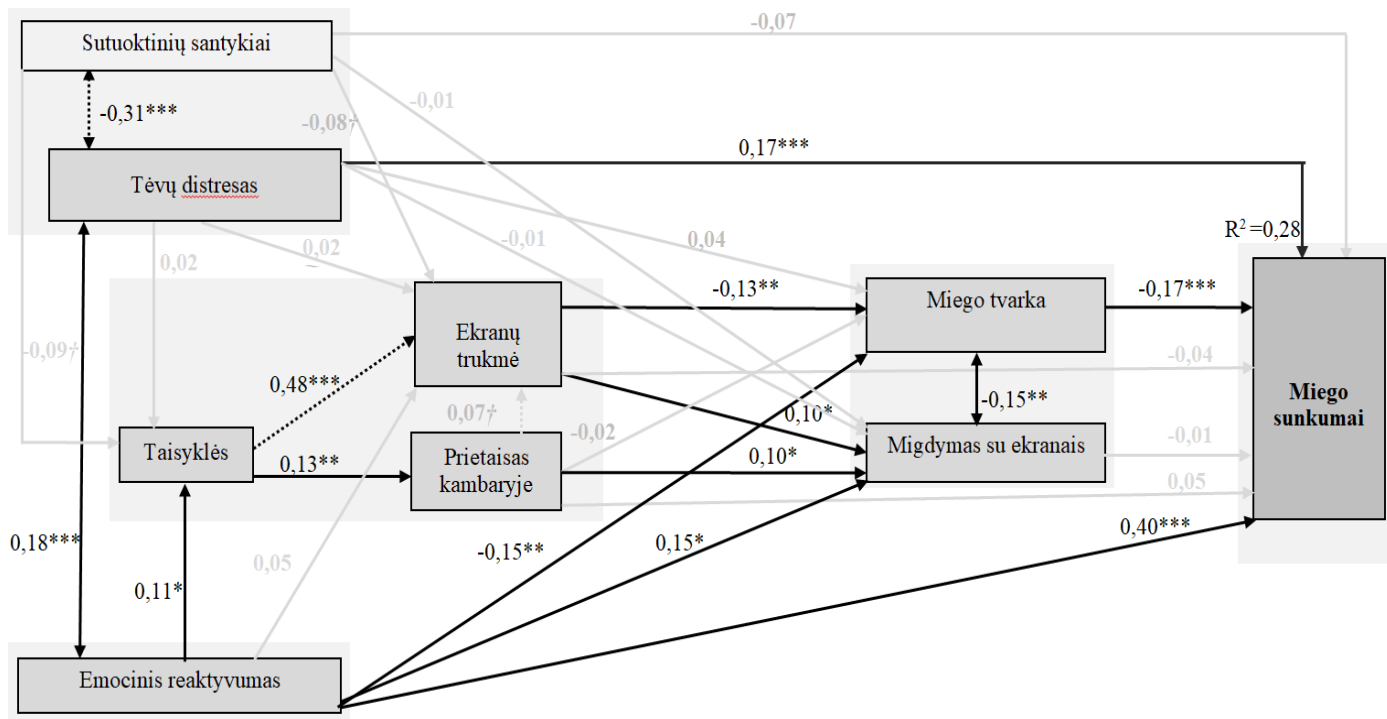 -0,07
Sutuoktinių santykiai
-0,01
-0,31***
-0,08†
0,17***
Tėvų distresas
R² =0,28
-0,01
0,04
0,02
0,02
-0,13**
Miego tvarka
-0,17***
Ekranų
trukmė
-0,09†
-0,04
0,48***
Miego
sunkumai
-0,15**
0,10*
0,07†
-0,02
Taisyklės
Migdymas su ekranais
-0,01
0,13**
Prietaisas
kambaryje
0,10*
0,05
0,18***
0,40***
-0,15**
0,15*
0,05
0,11*
Emocinis reaktyvumas